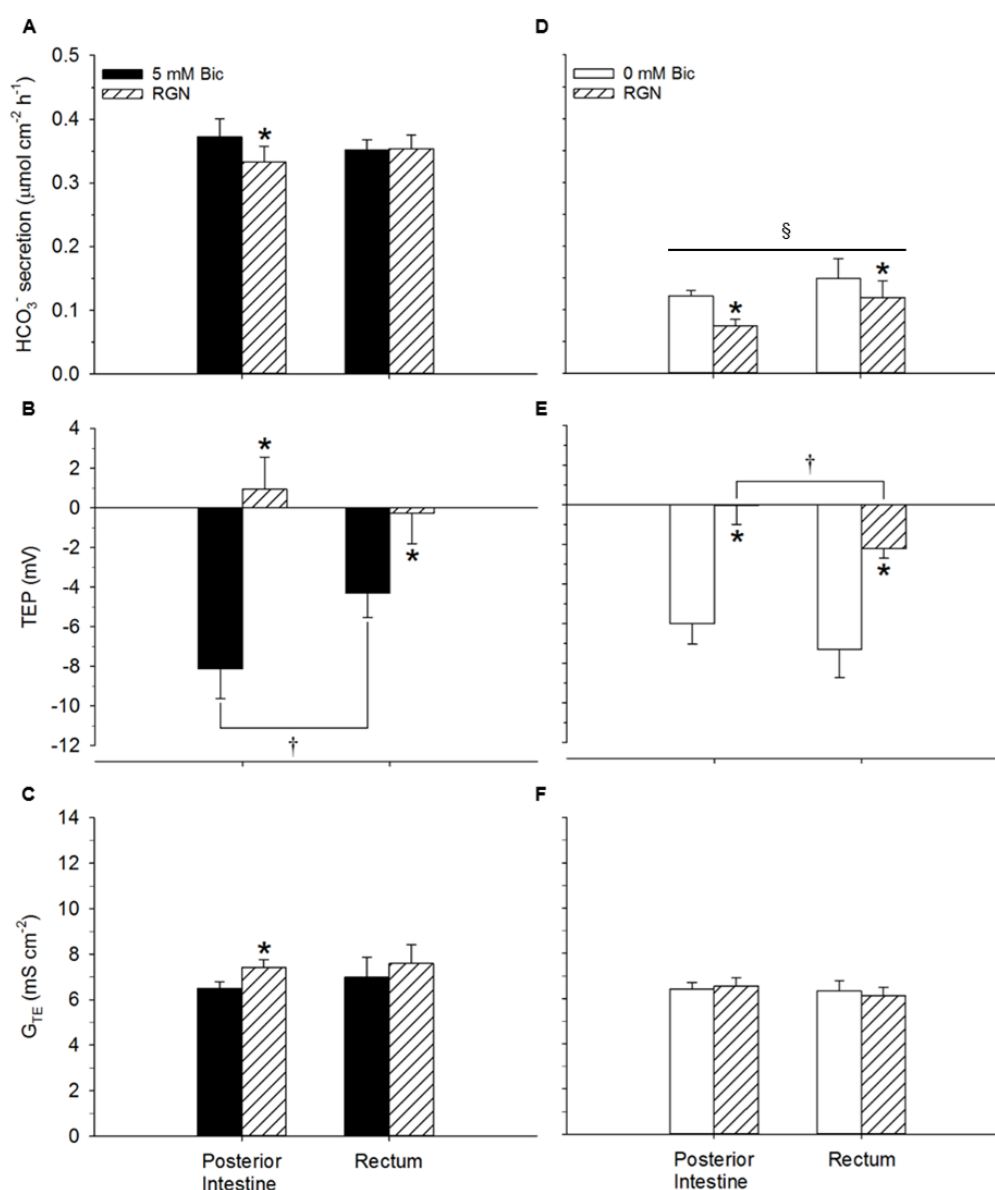 A
5 mM Bic
RGN
HCO₃⁻ secretion (µmol cm⁻² h⁻¹)
0.5
0.4
0.3
0.2
0.1
0.0
*
D
0 mM Bic
RGN
§
*
*
B
TEP (mV)
4
2
0
-2
-4
-6
-8
-10
-12
*
*
†
E
†
*
*
C
G_TE (mS cm⁻²)
14
12
10
8
6
4
2
0
*
Posterior
Intestine
Rectum
F
Posterior
Intestine
Rectum